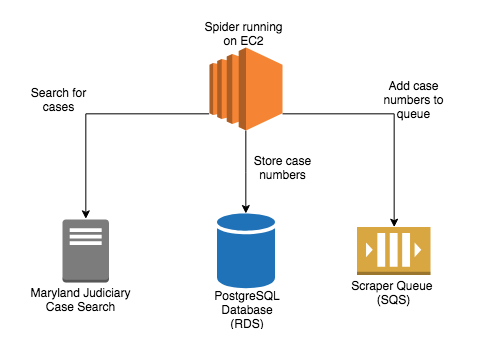 Spider running
on EC2
Search for
cases
Add case
numbers to
queue
Store case
numbers
Maryland Judiciary
Case Search
PostgreSQL
Database
(RDS)
Scraper Queue
(SQS)